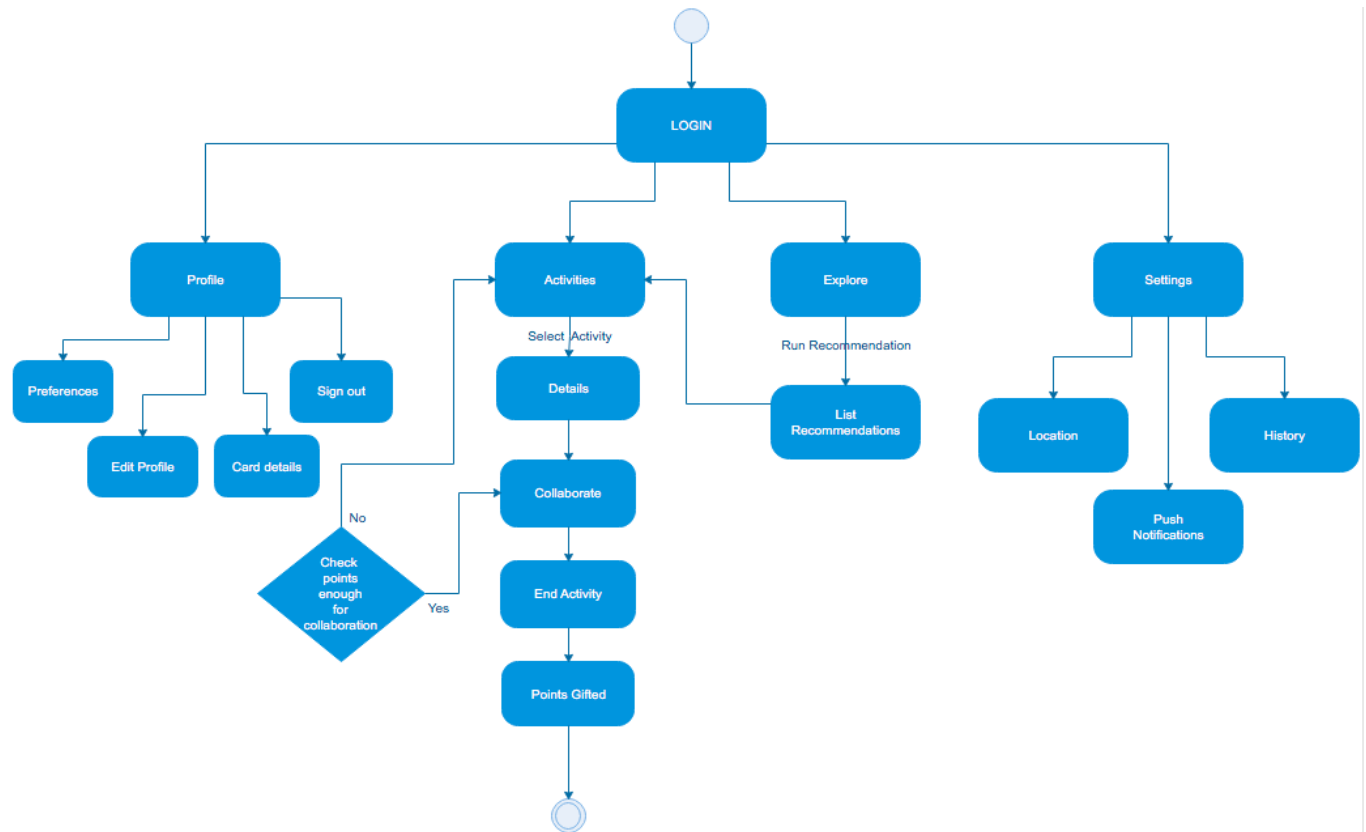 LOGIN
Profile
Activities
Explore
Settings
Select Activity
Run Recommendation
Preferences
Sign out
Details
List
Recommendations
Location
History
Edit Profile
Card details
Collaborate
No
Push
Notifications
Check
points
enough
for
collaboration
Yes
End Activity
Points Gifted